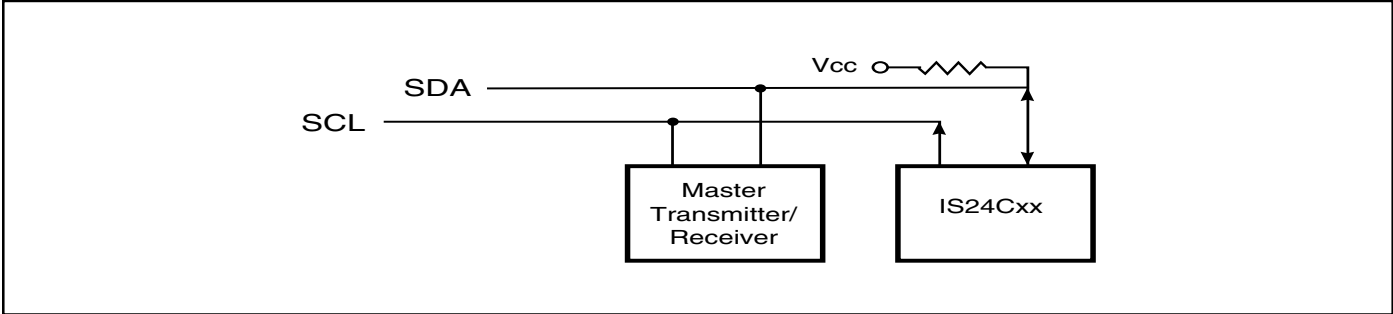 Vcc
SDA
SCL
Master
Transmitter/
Receiver
IS24Cxx